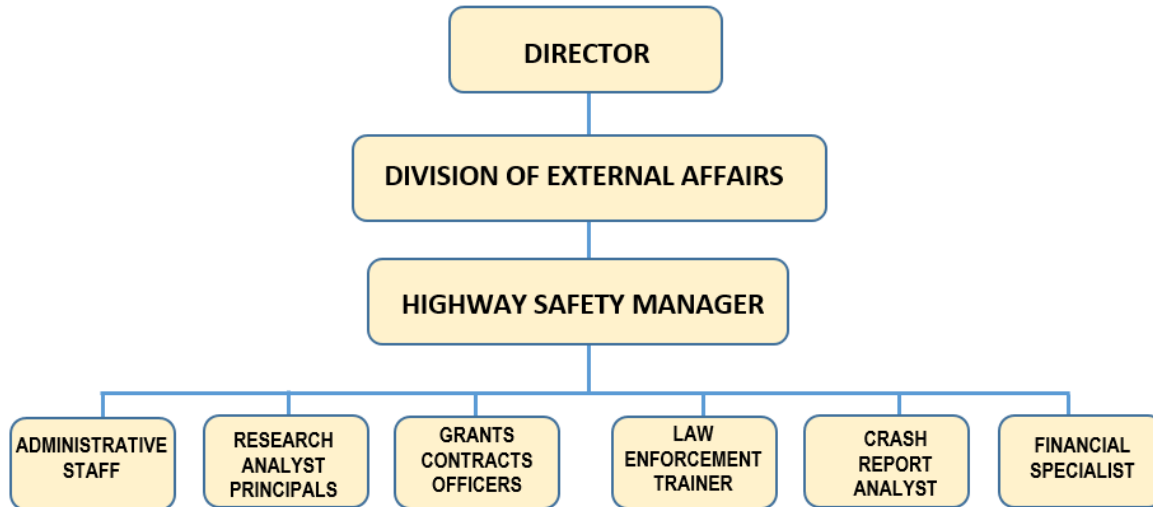 DIRECTOR
DIVISION OF EXTERNAL AFFAIRS
HIGHWAY SAFETY MANAGER
ADMINISTRATIVE
STAFF
RESEARCH
ANALYST
PRINCIPALS
GRANTS
CONTRACTS
OFFICERS
LAW
ENFORCEMENT
TRAINER
CRASH
REPORT
ANALYST
FINANCIAL
SPECIALIST